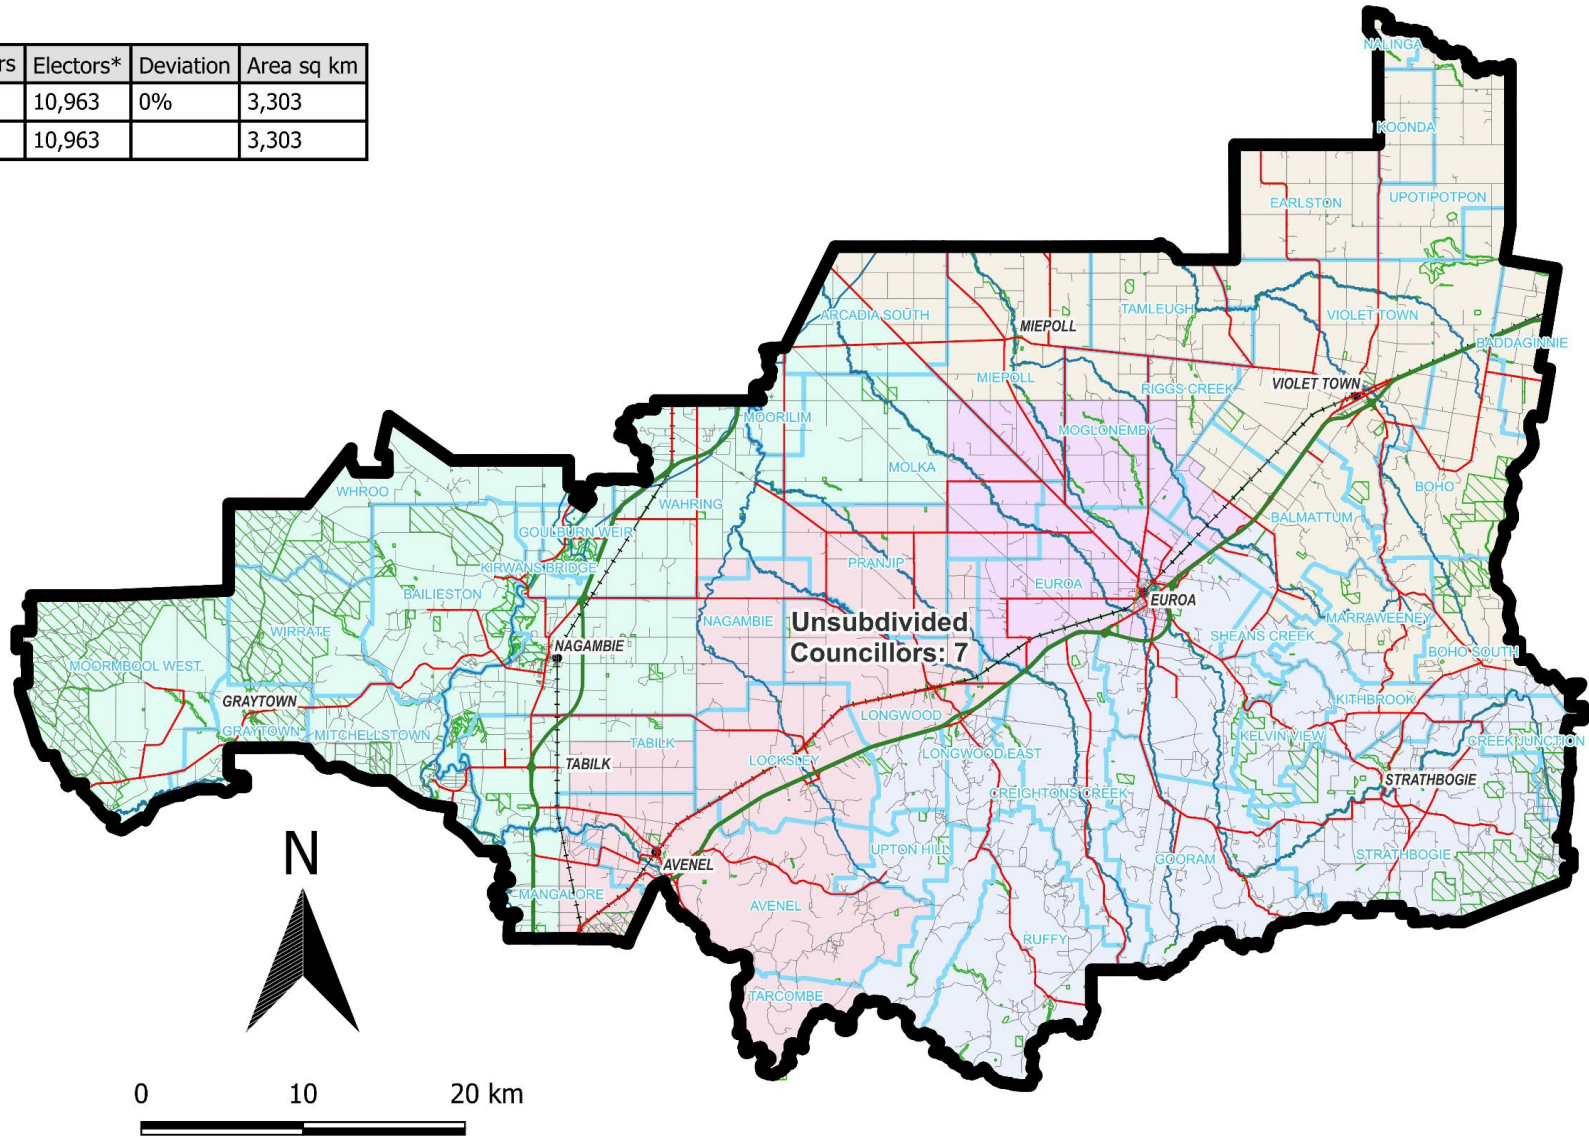 rs Electors* Deviation Area sq km
10,963 0% 3,303
10,963 3,303
NALINGA
KOONDA
EARLSTON
UPOTIPOTPON
ARCADIA SOUTH
MIEPOLL
TAMLEUGH
VIOLET TOWN
BADDAGINNIE
MIEPOLL
RIGGS CREEK
VIOLET TOWN
MOORILIM
MOGLONEMBY
MOLKA
WHROO
WAHRING
BOHO
GOULBURN WEIR
BALMATTUM
KIRWANS BRIDGE
PRANJIP
EUROA
BAILIESTON
EUROA
NAGAMBIE
Unsubdivided
Councillors: 7
WIRRATE
SHEANS CREEK
MARRAWEENEY
NAGAMBIE
MOORMBOOL WEST
BOHO SOUTH
GRAYTOWN
KITHBROOK
LONGWOOD
GRAYTOWN
MITCHELLSTOWN
TABILK
KELVIN VIEW
CREEK JUNCTION
LONGWOOD EAST
TABILK
LOCKSLEY
STRATHBOGIE
CREIGHTONS CREEK
UPTON HILL
STRATHBOGIE
GOORAM
AVENEL
N
MANGALORE
AVENEL
RUFFY
TARCOMBE
0 10 20 km